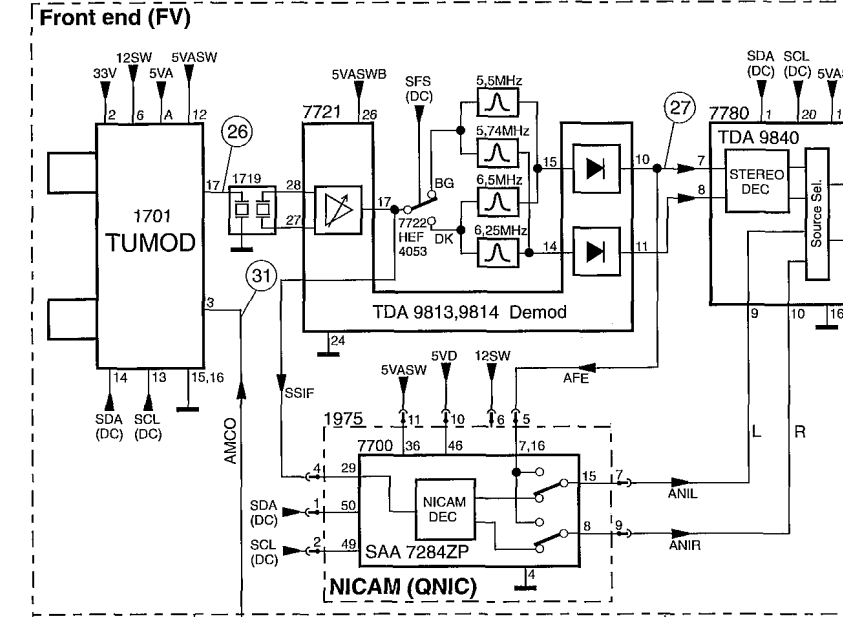 Front end (FV)
33V
12SW
5VA
5VASW
2
6
A
12
1701
TUMOD
17
3
14
13
15,16
SDA
(DC)
SCL
(DC)
26
1719
28
27
31
AMCO
7721
5VASWB
26
17
SFS
(DC)
BG
7722
HEF
4053
DK
5,5MHz
5,74MHz
6,5MHz
6,25MHz
15
14
10
11
TDA 9813,9814 Demod
24
27
SDA
(DC)
SCL
(DC)
7780
1
20
TDA 9840
7
8
STEREO
DEC
Source Sel.
9
10
16
SSIF
AFE
L
R
5VASW
5VD
12SW
1975
11
10
6
5
7700
36
46
7,16
4
29
SDA
(DC)
1
50
SCL
(DC)
2
49
NICAM
DEC
SAA 7284ZP
15
7
ANIL
8
9
ANIR
4
NICAM (QNIC)